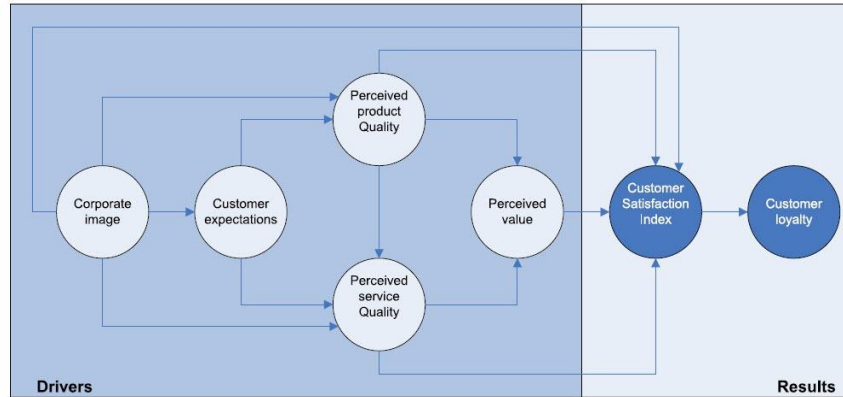 Perceived
product
Quality
Corporate
image
Customer
expectations
Perceived
value
Customer
Satisfaction
Index
Customer
loyalty
Perceived
service
Quality
Drivers
Results